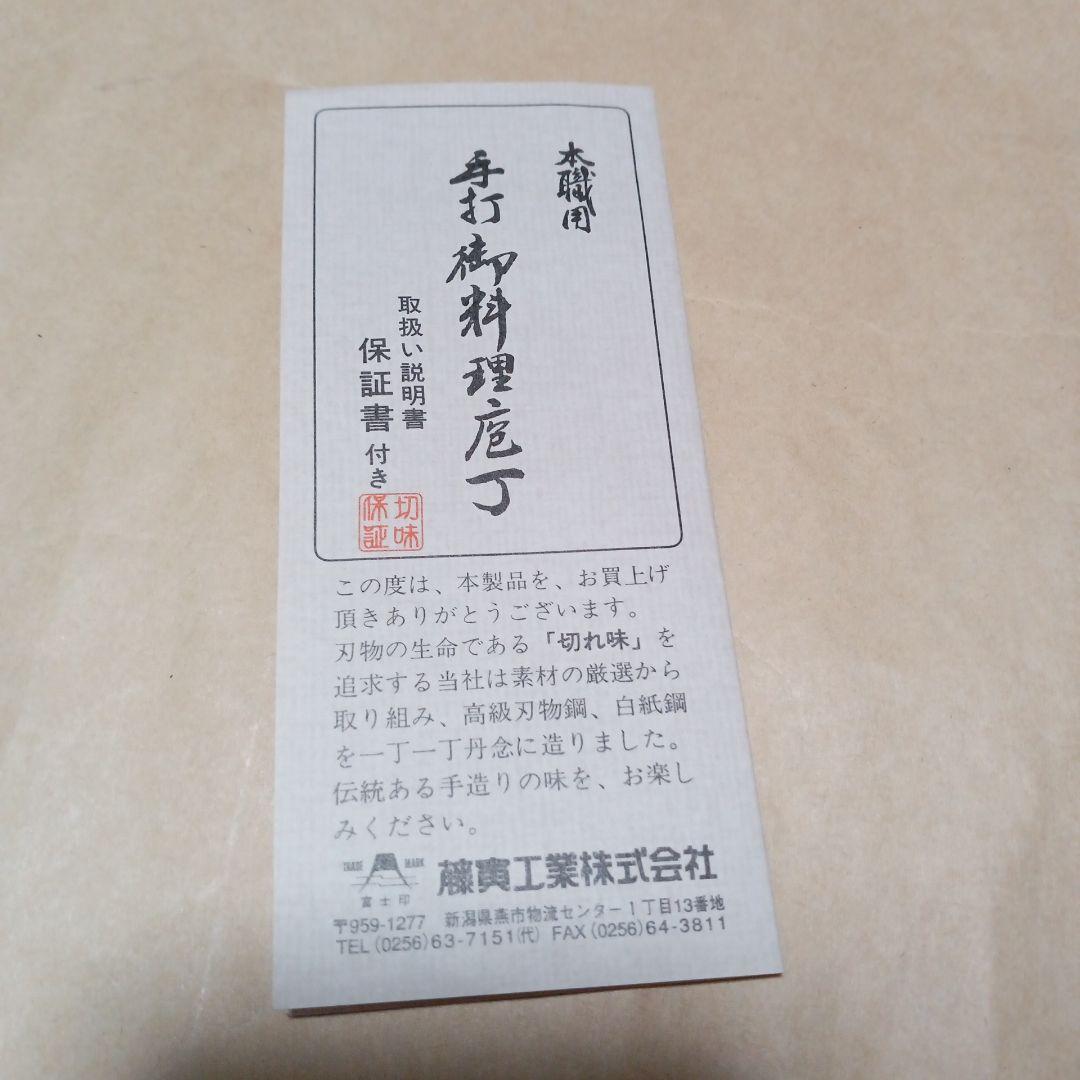 本職用
手打御料理庖丁
取扱い説明書
保証書付き
切味
保証
この度は、本製品を、お買上げ
頂きありがとうございます。
刃物の生命である「切れ味」を
追求する当社は素材の厳選から
取り組み、高級刃物鋼、白紙鋼
を一丁一丁丹念に造りました。
伝統ある手造りの味を、お楽し
みください。
TRADE MARK
富士印
藤寅工業株式会社
〒959-1277 新潟県燕市物流センター1丁目13番地
TEL(0256)63-7151(代) FAX(0256)64-3811